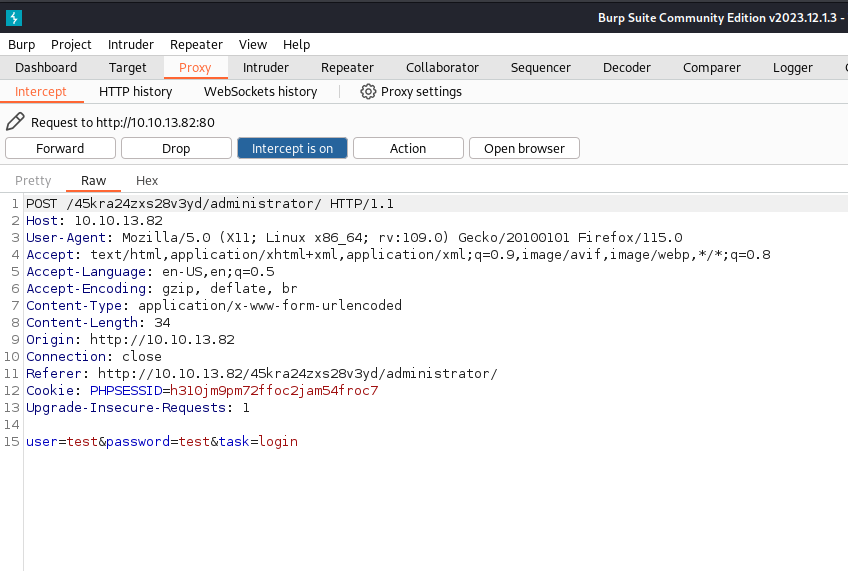 Burp Suite Community Edition v2023.12.1.3 -
Burp Project Intruder Repeater View Help
Dashboard Target Proxy Intruder Repeater Collaborator Sequencer Decoder Comparer Logger
Intercept HTTP history WebSockets history Proxy settings
Request to http://10.10.13.82:80
Forward Drop Intercept is on Action Open browser
Pretty Raw Hex
1 POST /45kra24zxs28v3yd/administrator/ HTTP/1.1
2 Host: 10.10.13.82
3 User-Agent: Mozilla/5.0 (X11; Linux x86_64; rv:109.0) Gecko/20100101 Firefox/115.0
4 Accept: text/html,application/xhtml+xml,application/xml;q=0.9,image/avif,image/webp,*/*;q=0.8
5 Accept-Language: en-US,en;q=0.5
6 Accept-Encoding: gzip, deflate, br
7 Content-Type: application/x-www-form-urlencoded
8 Content-Length: 34
9 Origin: http://10.10.13.82
10 Connection: close
11 Referer: http://10.10.13.82/45kra24zxs28v3yd/administrator/
12 Cookie: PHPSESSID=h310jm9pm72ffoc2jam54froc7
13 Upgrade-Insecure-Requests: 1
14
15 user=test&password=test&task=login